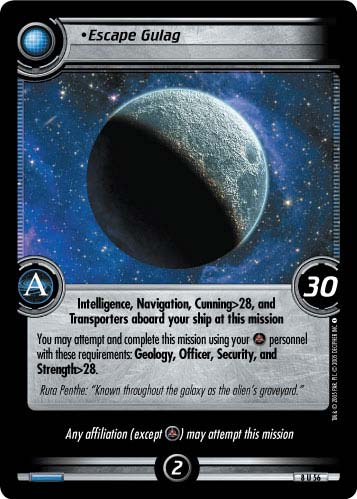 •Escape Gulag
A
30
Intelligence, Navigation, Cunning>28, and
Transporters aboard your ship at this mission
You may attempt and complete this mission using your personnel
with these requirements: Geology, Officer, Security, and
Strength>28.
Rura Penthe: "Known throughout the galaxy as the alien's graveyard."
Any affiliation (except ) may attempt this mission
2
8 U 56